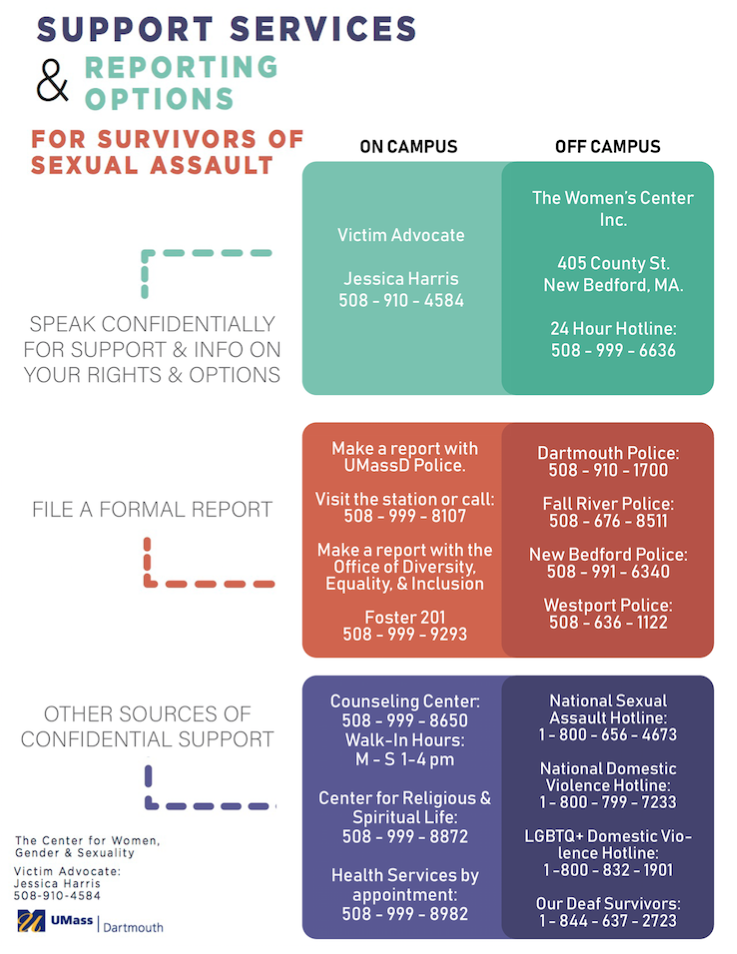 SUPPORT SERVICES
& REPORTING
OPTIONS
FOR SURVIVORS OF
SEXUAL ASSAULT
ON CAMPUS
OFF CAMPUS
SPEAK CONFIDENTIALLY
FOR SUPPORT & INFO ON
YOUR RIGHTS & OPTIONS
Victim Advocate
Jessica Harris
508 - 910 - 4584
The Women's Center
Inc.
405 County St.
New Bedford, MA.
24 Hour Hotline:
508 - 999 - 6636
FILE A FORMAL REPORT
Make a report with
UMassD Police.
Visit the station or call:
508 - 999 - 8107
Make a report with the
Office of Diversity,
Equality, & Inclusion
Foster 201
508 - 999 - 9293
Dartmouth Police:
508 - 910 - 1700
Fall River Police:
508 - 676 - 8511
New Bedford Police:
508 - 991 - 6340
Westport Police:
508 - 636 - 1122
OTHER SOURCES OF
CONFIDENTIAL SUPPORT
Counseling Center:
508 - 999 - 8650
Walk-In Hours:
M - S 1-4 pm
Center for Religious &
Spiritual Life:
508 - 999 - 8872
Health Services by
appointment:
508 - 999 - 8982
National Sexual
Assault Hotline:
1 - 800 - 656 - 4673
National Domestic
Violence Hotline:
1 - 800 - 799 - 7233
LGBTQ+ Domestic Vio-
lence Hotline:
1 -800 - 832 - 1901
Our Deaf Survivors:
1 - 844 - 637 - 2723
The Center for Women,
Gender & Sexuality
Victim Advocate:
Jessica Harris
508-910-4584
UMass | Dartmouth